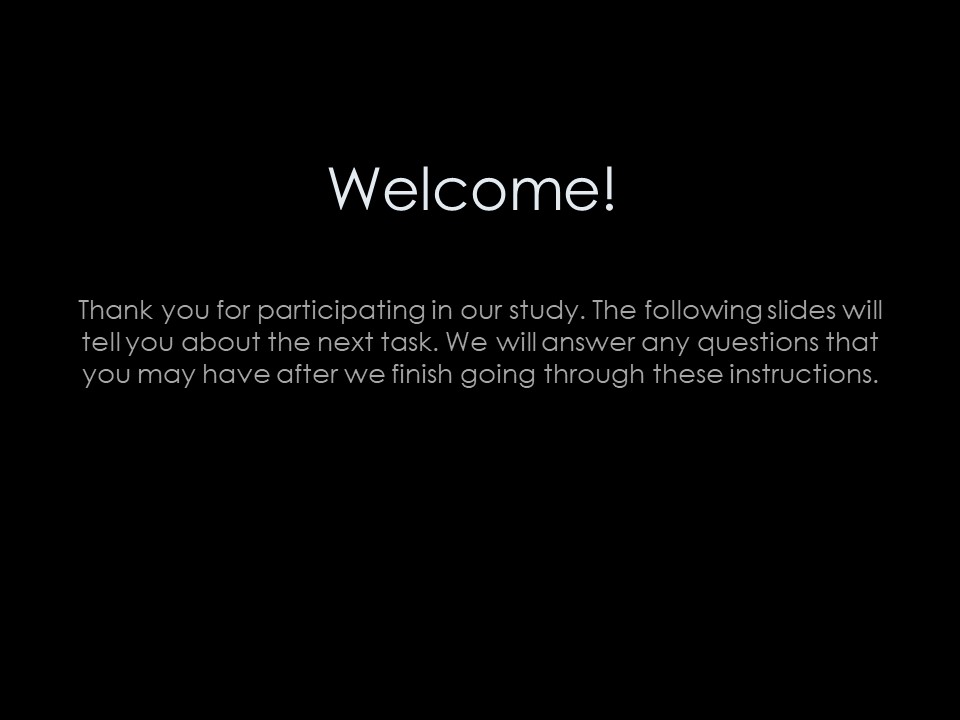 Welcome!
Thank you for participating in our study. The following slides will
tell you about the next task. We will answer any questions that
you may have after we finish going through these instructions.